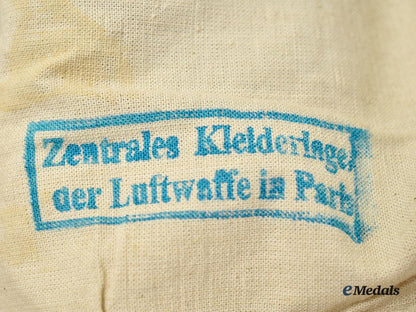 Zentrales Kleiderlager
der Luftwaffe in Paris
eMedals